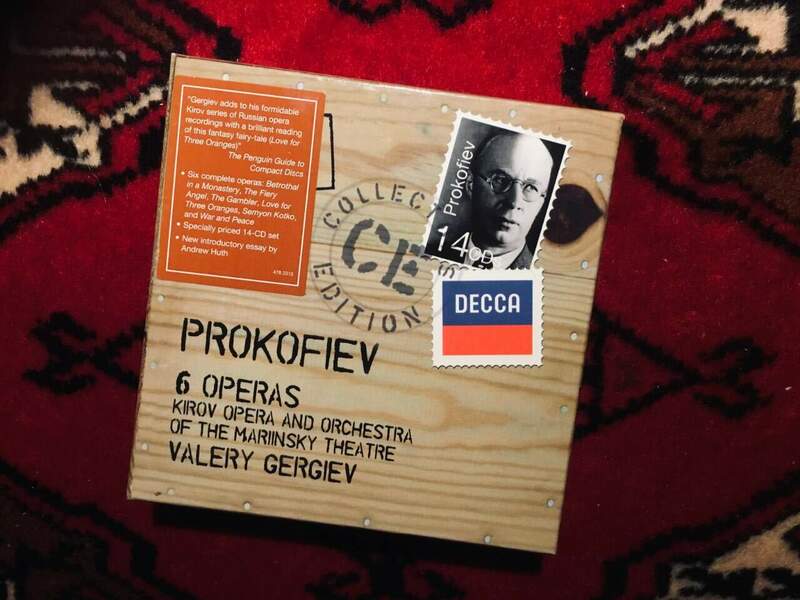 "Gergiev adds to his formidable
Kirov series of Russian opera
recordings with a brilliant reading
of this fantasy fairy-tale (Love for
Three Oranges)"
The Penguin Guide to
Compact Discs
• Six complete operas: Betrothal
in a Monastery, The Fiery
Angel, The Gambler, Love for
Three Oranges, Semyon Kotko,
and War and Peace
• Specially priced 14-CD set
• New introductory essay by
Andrew Huth
478 2315
Prokofiev
14CD
COLLECT
CE
EDITION
DECCA
PROKOFIEV
6 OPERAS
KIROV OPERA AND ORCHESTRA
OF THE MARIINSKY THEATRE
VALERY GERGIEV